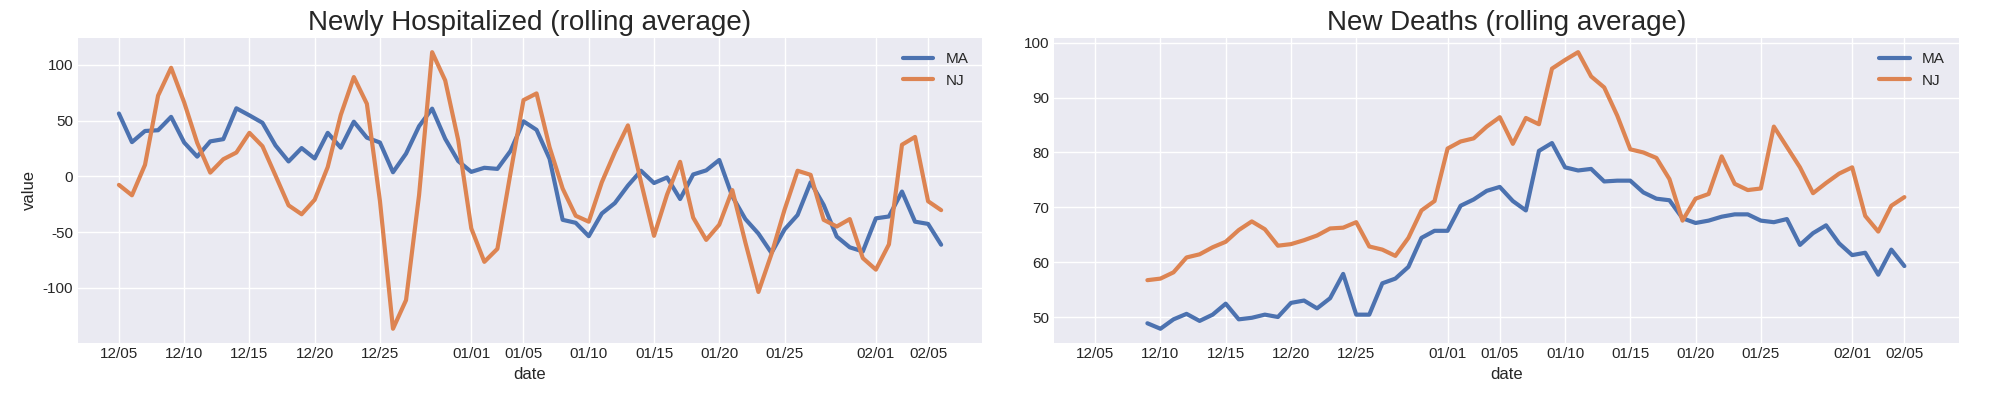 Newly Hospitalized (rolling average)
value
100
50
0
-50
-100
MA
NJ
12/05 12/10 12/15 12/20 12/25 01/01 01/05 01/10 01/15 01/20 01/25 02/01 02/05
date
New Deaths (rolling average)
100
90
80
70
60
50
MA
NJ
12/05 12/10 12/15 12/20 12/25 01/01 01/05 01/10 01/15 01/20 01/25 02/01 02/05
date